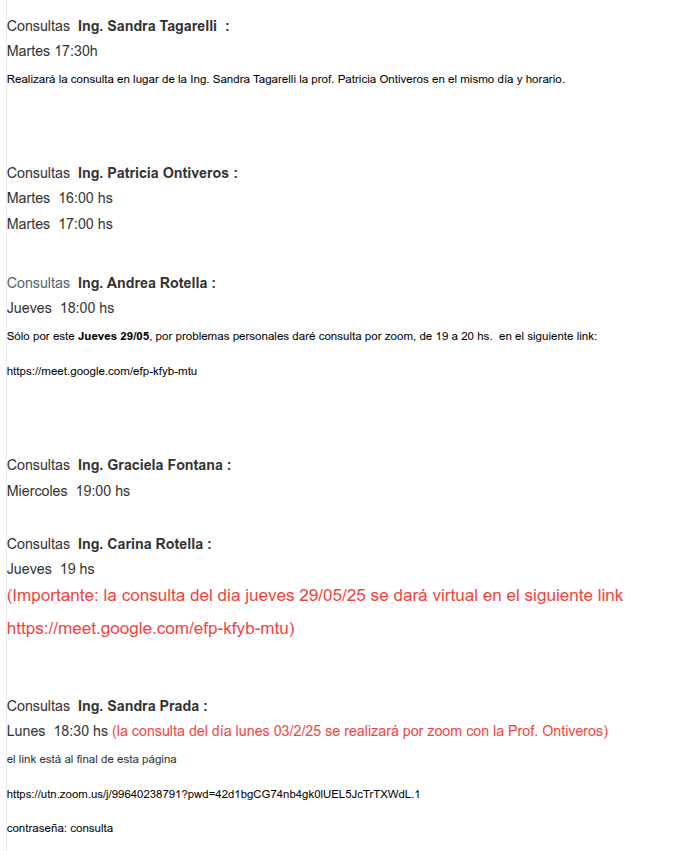 Consultas Ing. Sandra Tagarelli :
Martes 17:30h
Realizará la consulta en lugar de la Ing. Sandra Tagarelli la prof. Patricia Ontiveros en el mismo día y horario.
Consultas Ing. Patricia Ontiveros :
Martes 16:00 hs
Martes 17:00 hs
Consultas Ing. Andrea Rotella :
Jueves 18:00 hs
Sólo por este Jueves 29/05, por problemas personales daré consulta por zoom, de 19 a 20 hs. en el siguiente link:
https://meet.google.com/efp-kfyb-mtu
Consultas Ing. Graciela Fontana :
Miercoles 19:00 hs
Consultas Ing. Carina Rotella :
Jueves 19 hs
(Importante: la consulta del dia jueves 29/05/25 se dará virtual en el siguiente link
https://meet.google.com/efp-kfyb-mtu)
Consultas Ing. Sandra Prada :
Lunes 18:30 hs (la consulta del día lunes 03/2/25 se realizará por zoom con la Prof. Ontiveros)
el link está al final de esta página
https://utn.zoom.us/j/99640238791?pwd=42d1bgCG74nb4gk0lUEL5JcTrTXWdL.1
contraseña: consulta